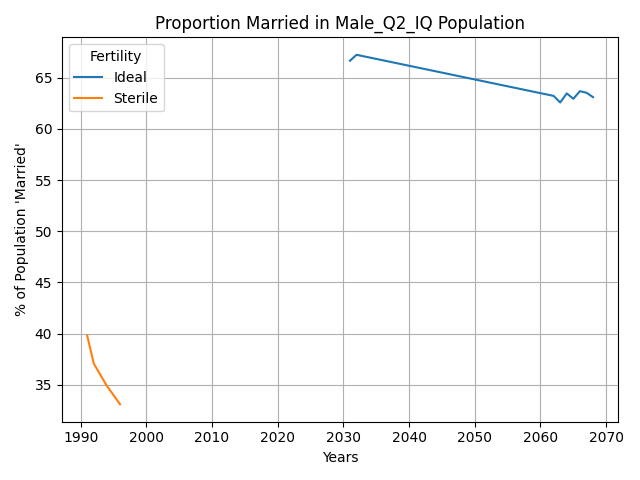 Proportion Married in Male_Q2_IQ Population
Fertility
Ideal
Sterile
% of Population 'Married'
65
60
55
50
45
40
35
1990 2000 2010 2020 2030 2040 2050 2060 2070
Years